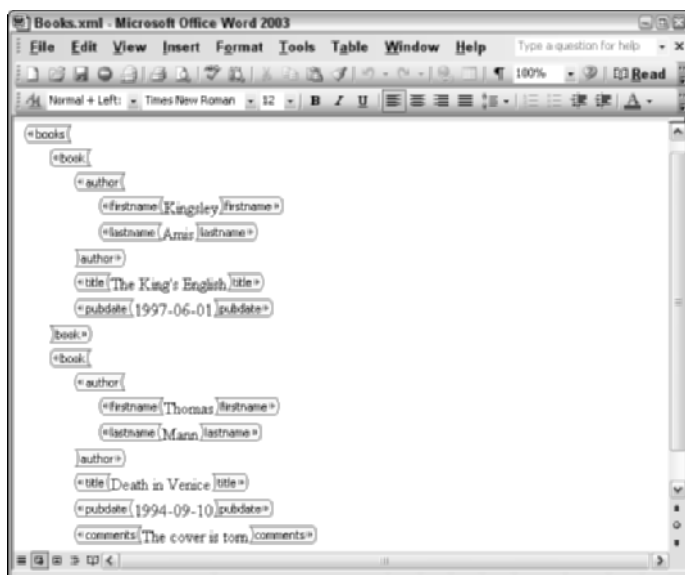 Books.xml - Microsoft Office Word 2003
File Edit View Insert Format Tools Table Window Help Type a question for help
100% Read
Normal + Left: Times New Roman 12 B I U A
books
book
author
firstname Kingsley firstname
lastname Amis lastname
author
title The King's English title
pubdate 1997-06-01 pubdate
book
book
author
firstname Thomas firstname
lastname Mann lastname
author
title Death in Venice title
pubdate 1994-09-10 pubdate
comments The cover is torn comments